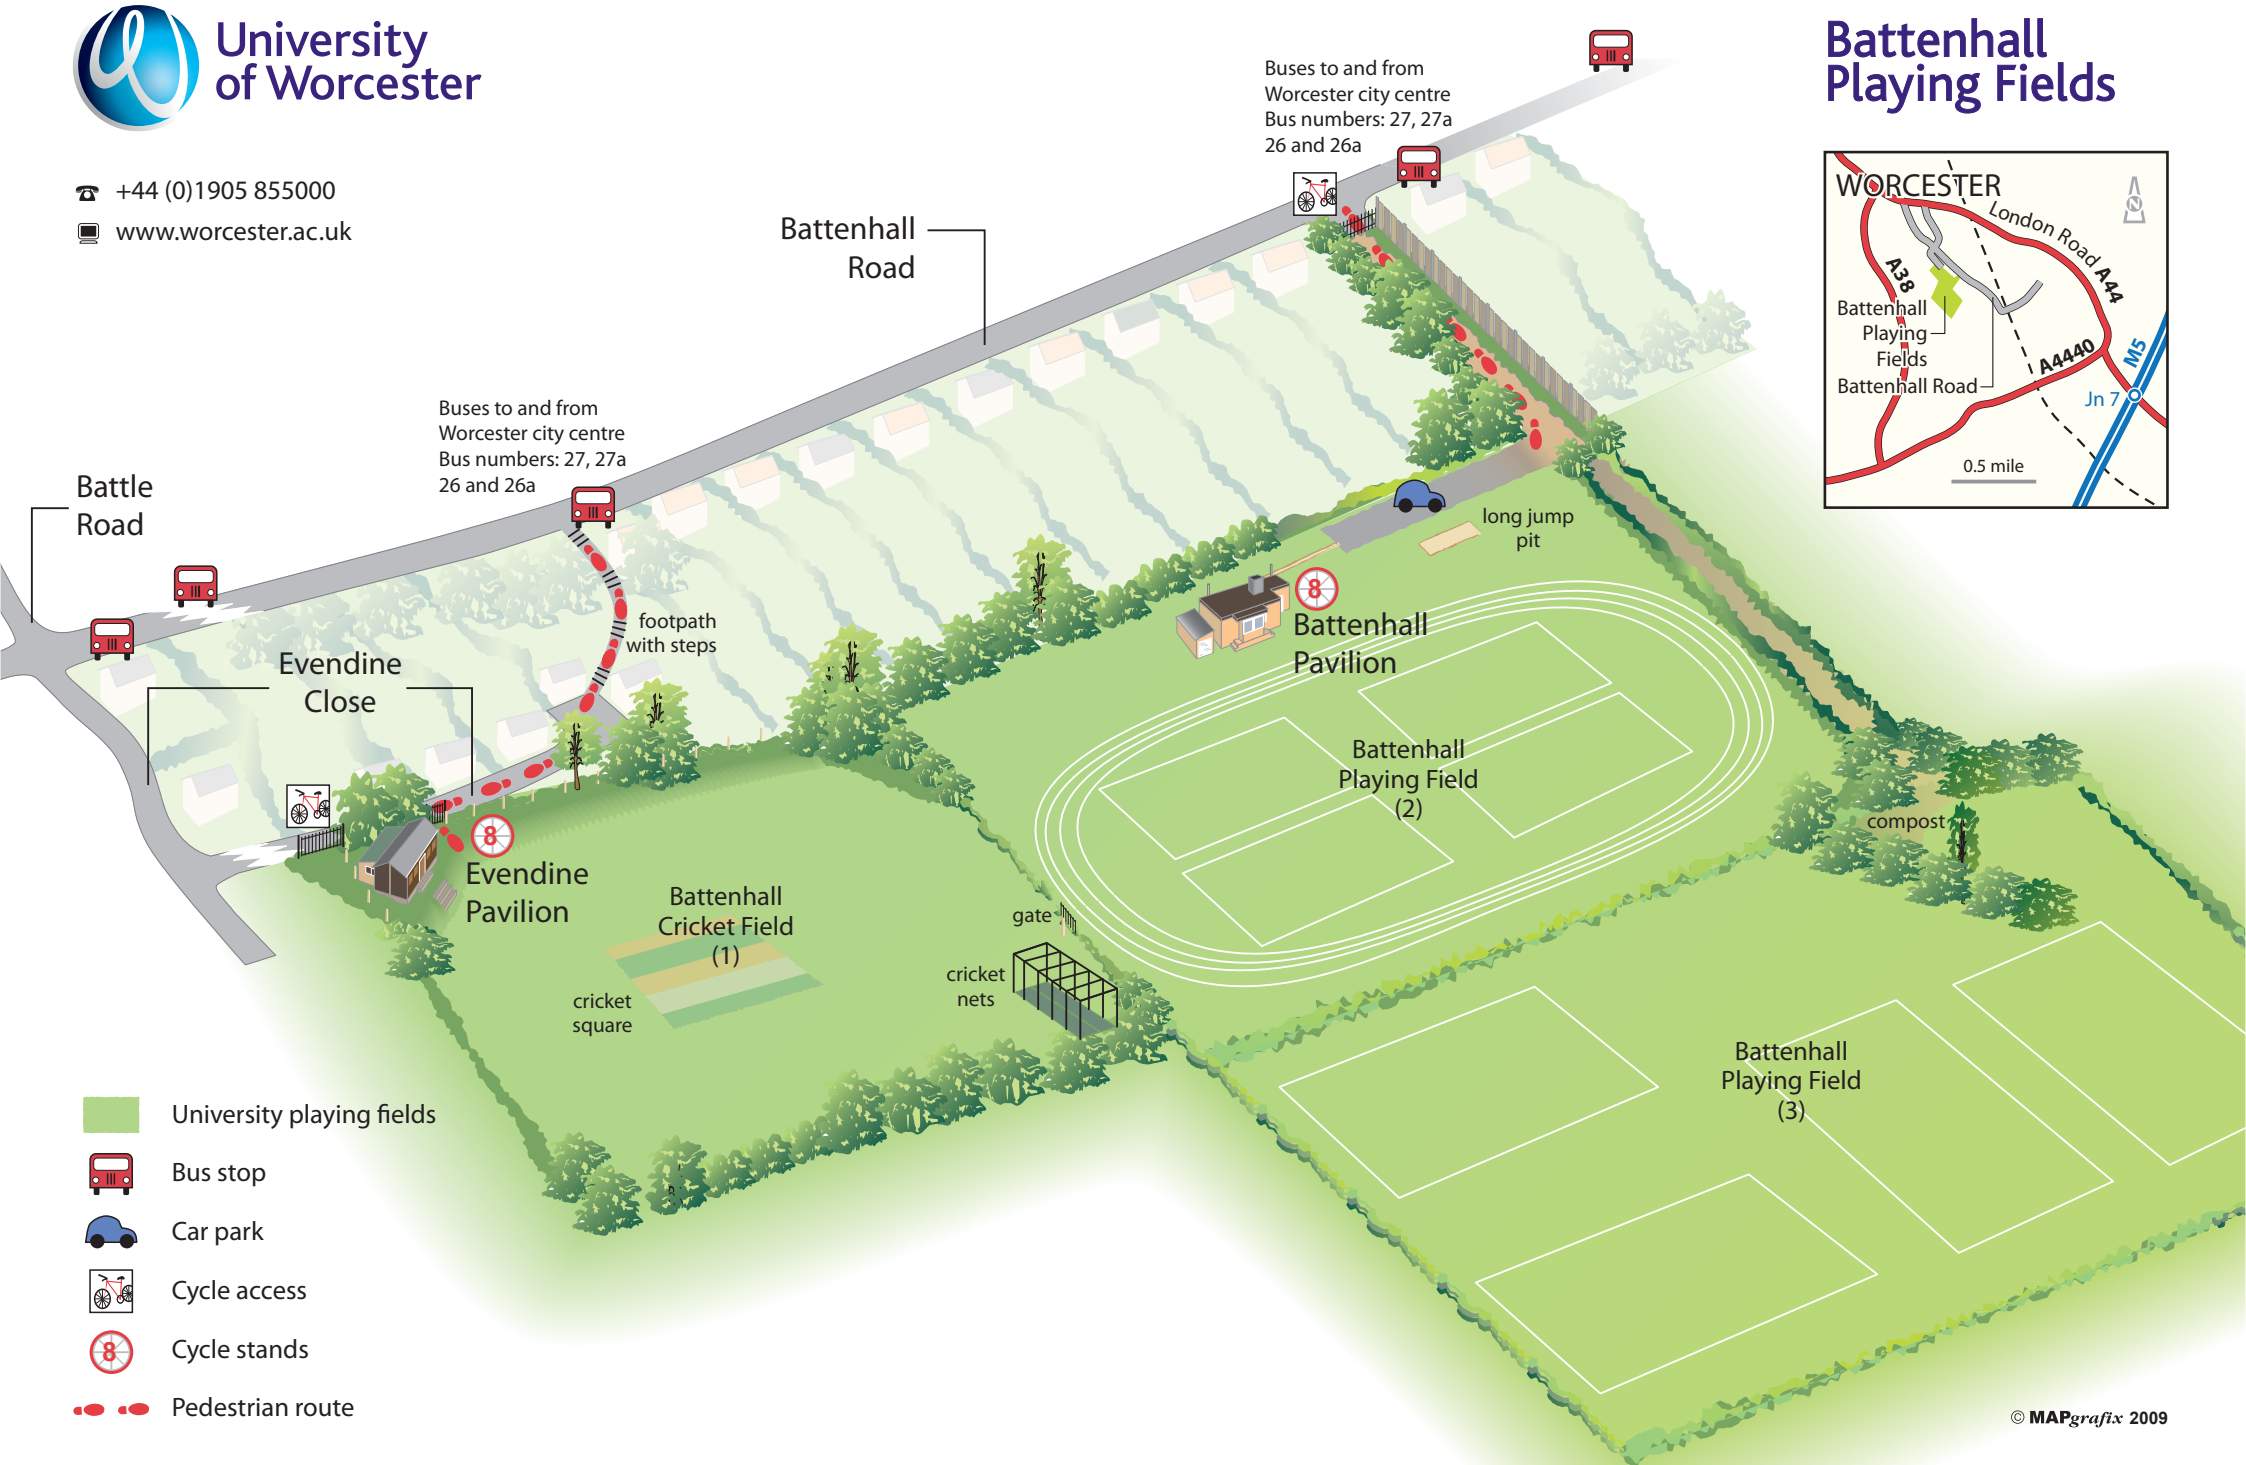 University
of Worcester
+44 (0)1905 855000
www.worcester.ac.uk
Battenhall
Playing Fields
Buses to and from
Worcester city centre
Bus numbers: 27, 27a
26 and 26a
Battenhall
Road
WORCESTER
N
London Road
A44
A38
Battenhall
Playing
Fields
Battenhall Road
A4440
M5
Jn 7
0.5 mile
Buses to and from
Worcester city centre
Bus numbers: 27, 27a
26 and 26a
Battle
Road
long jump
pit
8
Battenhall
Pavilion
footpath
with steps
Evendine
Close
Battenhall
Playing Field
(2)
compost
8
Evendine
Pavilion
Battenhall
Cricket Field
(1)
gate
cricket
nets
cricket
square
Battenhall
Playing Field
(3)
University playing fields
Bus stop
Car park
Cycle access
8
Cycle stands
Pedestrian route
© MAPgrafix 2009